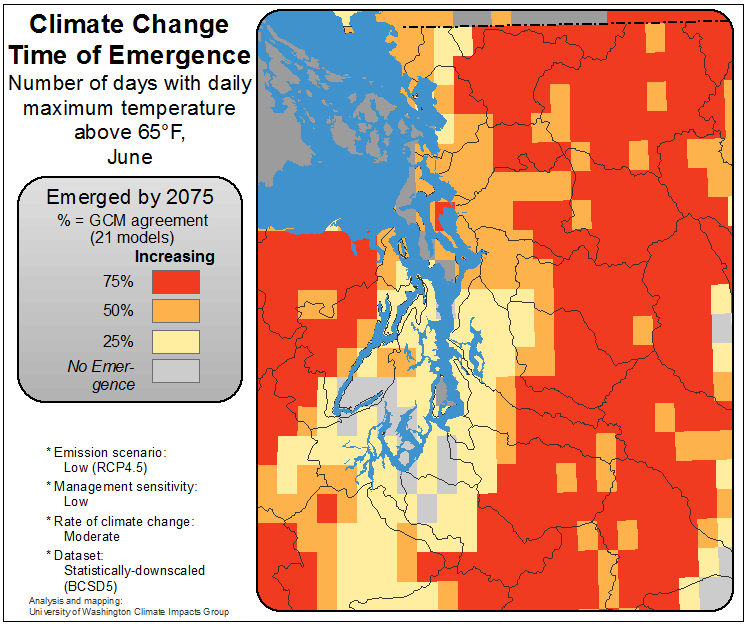 Climate Change
Time of Emergence
Number of days with daily
maximum temperature
above 65°F,
June
Emerged by 2075
% = GCM agreement
(21 models)
Increasing
75%
50%
25%
No Emer-
gence
* Emission scenario:
Low (RCP4.5)
* Management sensitivity:
Low
* Rate of climate change:
Moderate
* Dataset:
Statistically-downscaled
(BCSD5)
Analysis and mapping:
University of Washington Climate Impacts Group